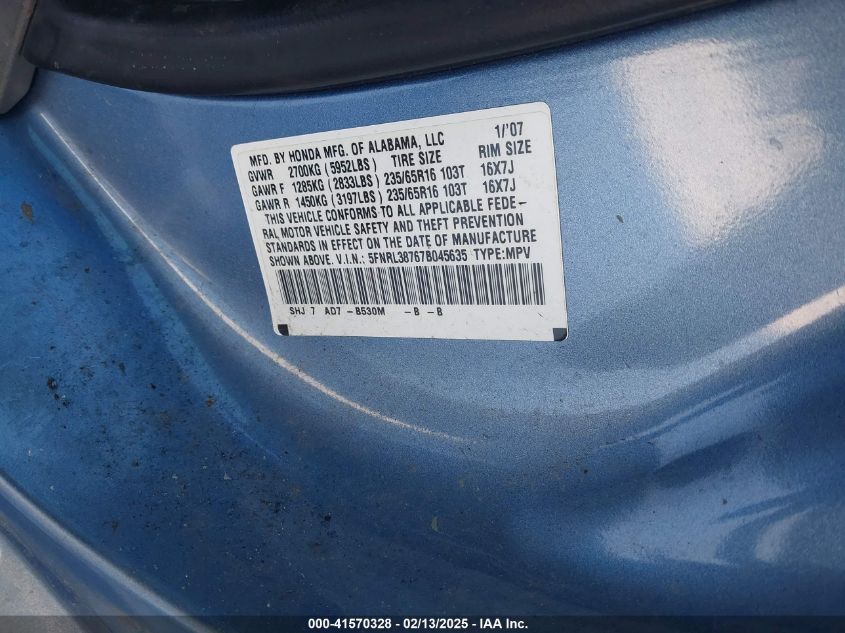 MFD. BY HONDA MFG. OF ALABAMA, LLC 1/'07
GVWR 2700KG (5952LBS) TIRE SIZE RIM SIZE
GAWR F 1285KG (2833LBS) 235/65R16 103T 16X7J
GAWR R 1450KG (3197LBS) 235/65R16 103T 16X7J
THIS VEHICLE CONFORMS TO ALL APPLICABLE FEDE-
RAL MOTOR VEHICLE SAFETY AND THEFT PREVENTION
STANDARDS IN EFFECT ON THE DATE OF MANUFACTURE
SHOWN ABOVE. V.I.N.: 5FNRL38767B045635 TYPE:MPV
SHJ 7 AD7 -B530M -B -B
000-41570328 - 02/13/2025 - IAA Inc.